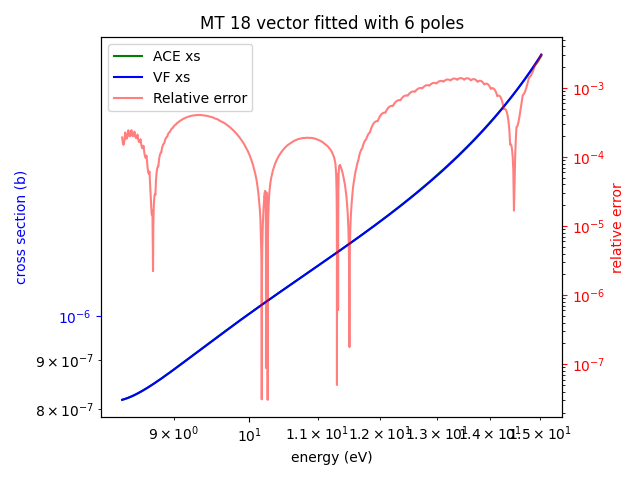 MT 18 vector fitted with 6 poles
ACE xs
VF xs
Relative error
cross section (b)
10⁻⁶
9 × 10⁻⁷
8 × 10⁻⁷
10⁻³
10⁻⁴
10⁻⁵
10⁻⁶
10⁻⁷
relative error
9 × 10⁰
10¹
1.1 × 10¹
1.2 × 10¹
1.3 × 10¹
1.4 × 10¹
1.5 × 10¹
energy (eV)